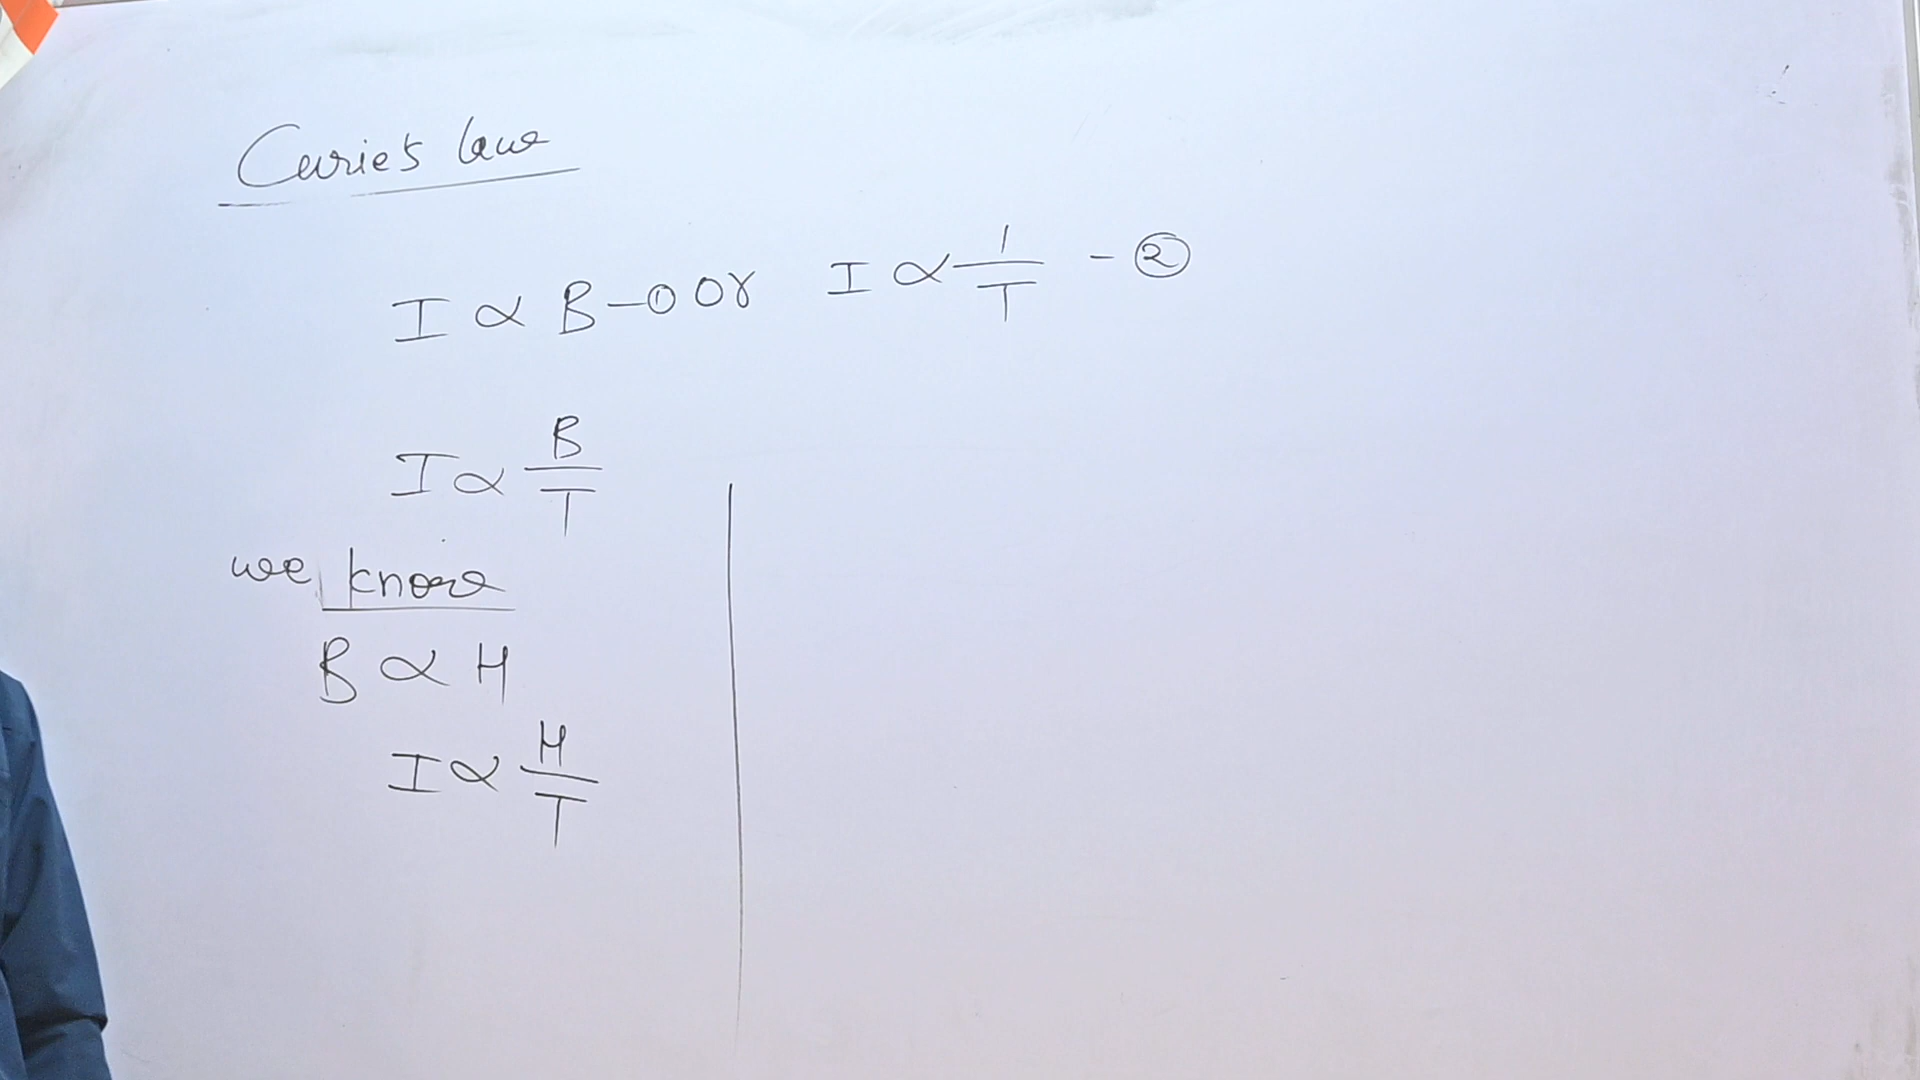 Curie's law
I ∝ B -① or I ∝ 1/T - ②
I ∝ B/T
we know
B ∝ H
I ∝ H/T